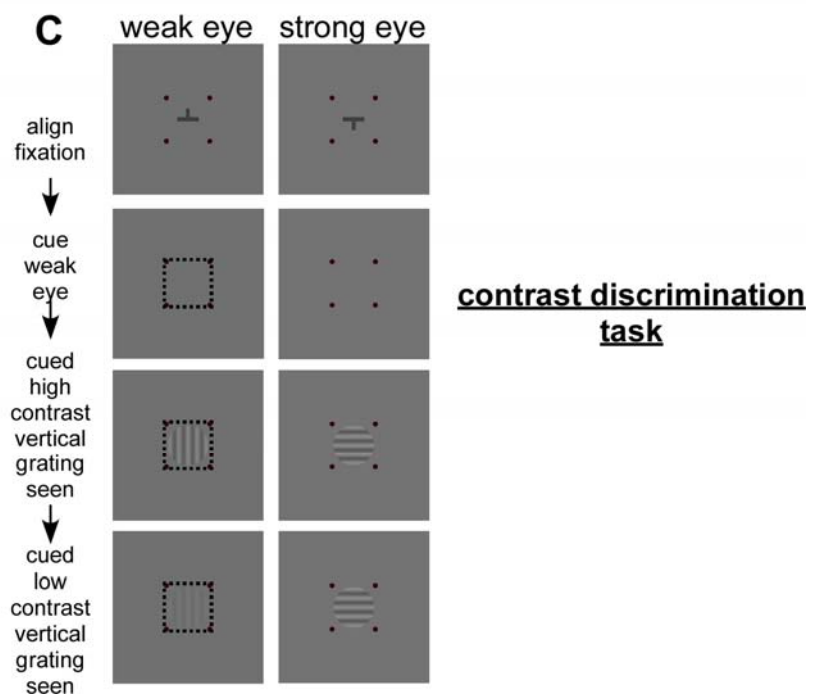 C
weak eye strong eye
align
fixation
cue
weak
eye
contrast discrimination
task
cued
high
contrast
vertical
grating
seen
cued
low
contrast
vertical
grating
seen